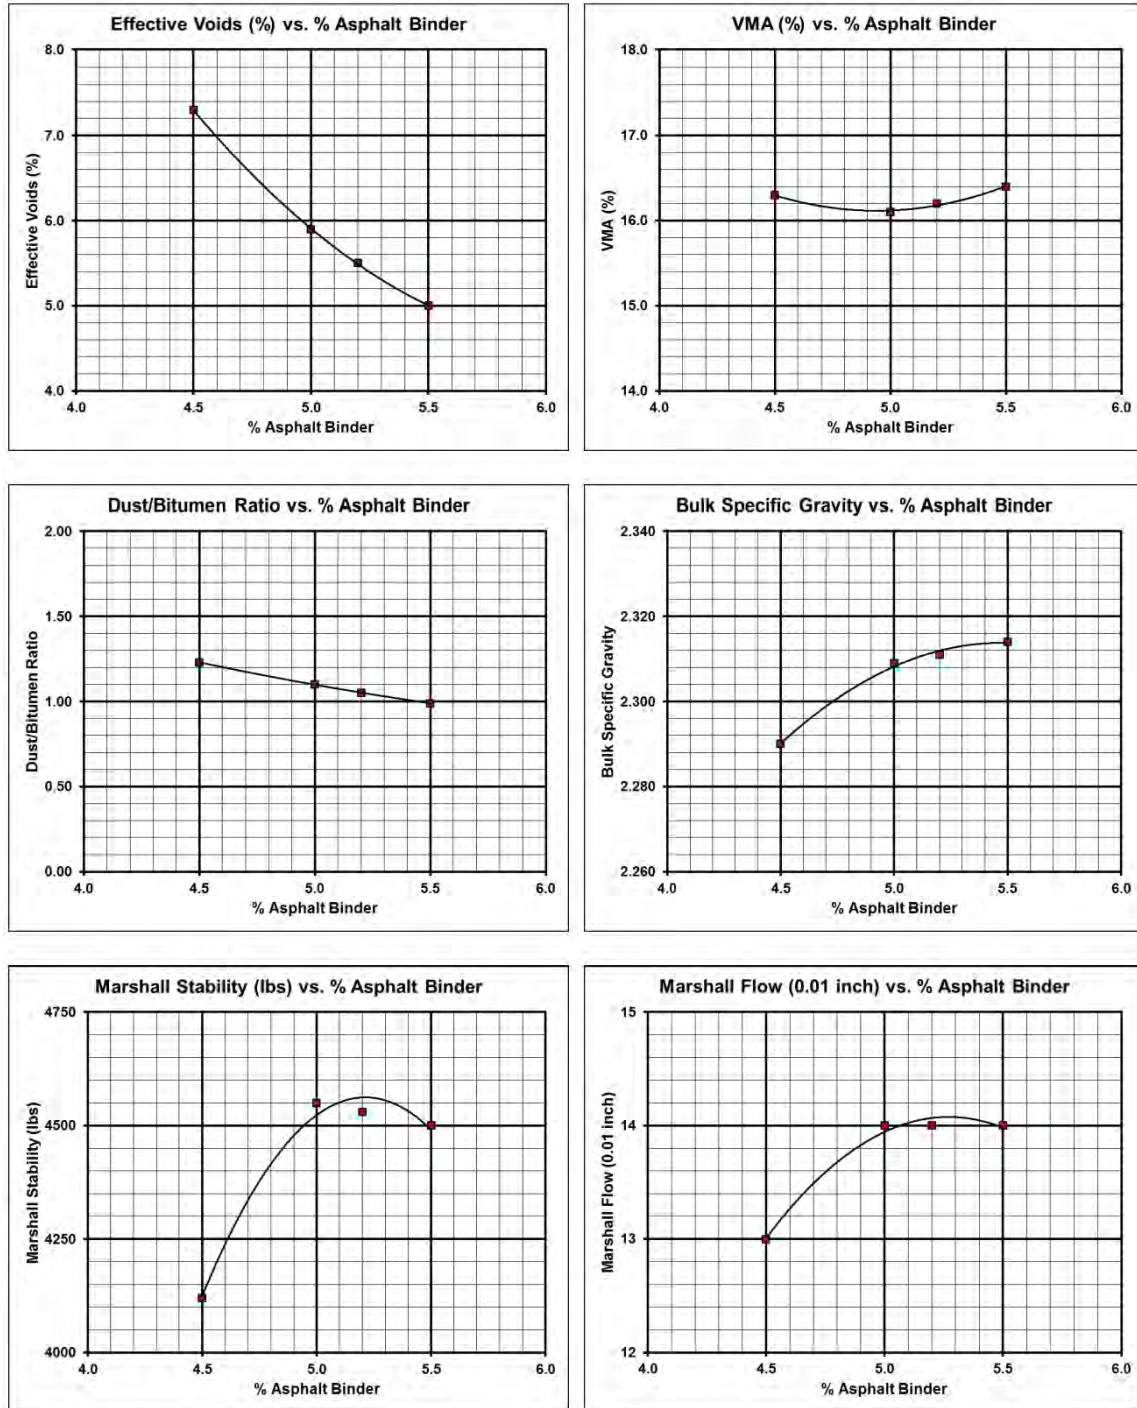 Effective Voids (%) vs. % Asphalt Binder
8.0
7.0
6.0
5.0
4.0
Effective Voids (%)
4.0 4.5 5.0 5.5 6.0
% Asphalt Binder
VMA (%) vs. % Asphalt Binder
18.0
17.0
16.0
15.0
14.0
VMA (%)
4.0 4.5 5.0 5.5 6.0
% Asphalt Binder
Dust/Bitumen Ratio vs. % Asphalt Binder
2.00
1.50
1.00
0.50
0.00
Dust/Bitumen Ratio
4.0 4.5 5.0 5.5 6.0
% Asphalt Binder
Bulk Specific Gravity vs. % Asphalt Binder
2.340
2.320
2.300
2.280
2.260
Bulk Specific Gravity
4.0 4.5 5.0 5.5 6.0
% Asphalt Binder
Marshall Stability (lbs) vs. % Asphalt Binder
4750
4500
4250
4000
Marshall Stability (lbs)
4.0 4.5 5.0 5.5 6.0
% Asphalt Binder
Marshall Flow (0.01 inch) vs. % Asphalt Binder
15
14
13
12
Marshall Flow (0.01 inch)
4.0 4.5 5.0 5.5 6.0
% Asphalt Binder